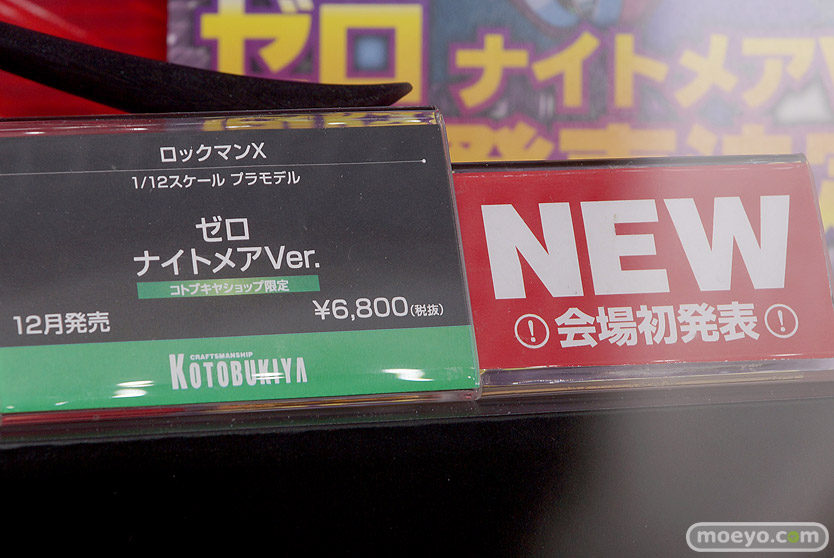 ゼロ
ナイトメアV
ロックマンX
1/12スケール プラモデル
ゼロ
ナイトメアVer.
コトブキヤショップ限定
12月発売
¥6,800(税抜)
CRAFTSMANSHIP
KOTOBUKIYA
NEW
! 会場初発表 !
moeyo.com